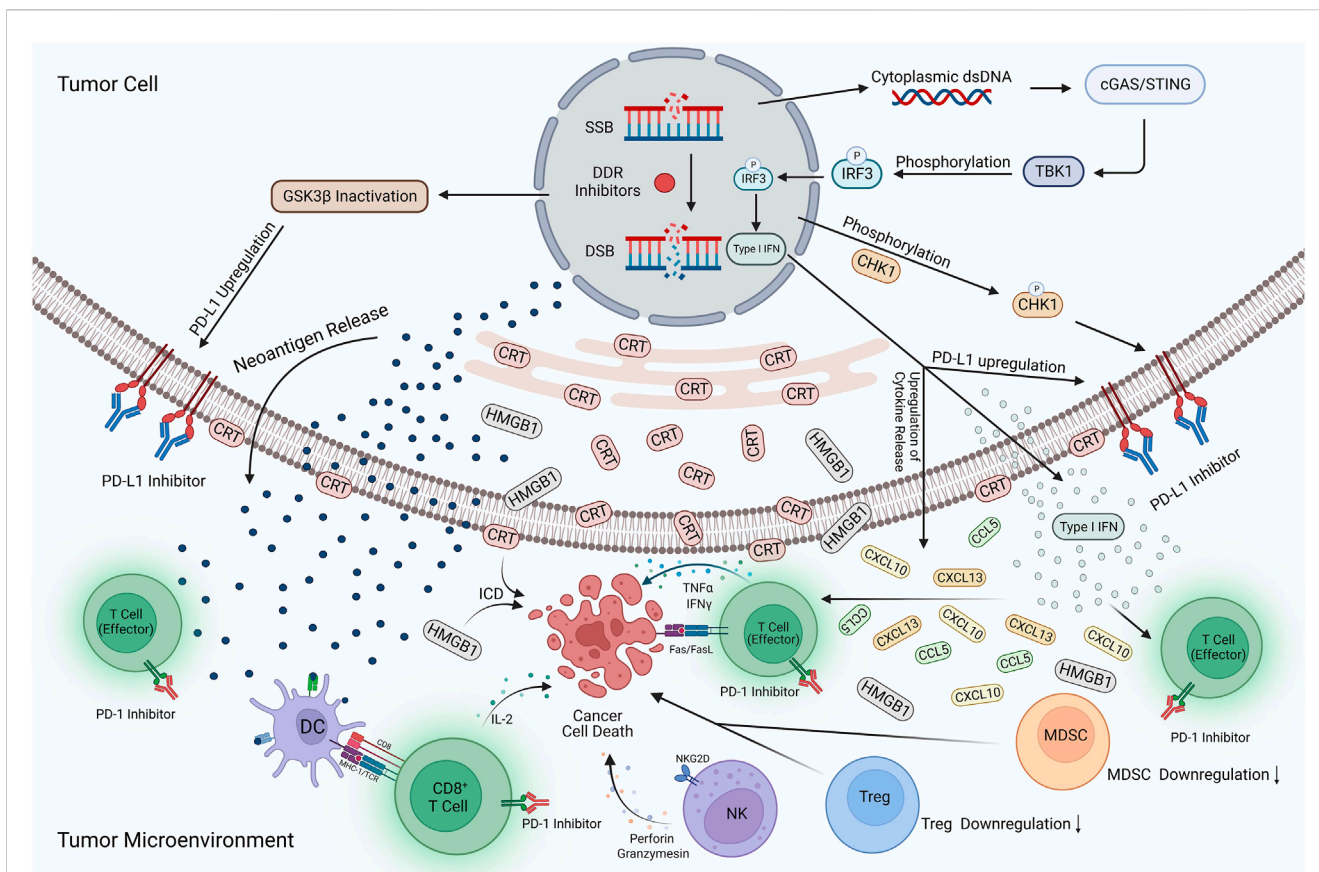 Tumor Cell
Cytoplasmic dsDNA
cGAS/STING
SSB
P
IRF3
Phosphorylation
TBK1
DDR
Inhibitors
P
IRF3
GSK3β Inactivation
DSB
Type I IFN
Phosphorylation
CHK1
P
CHK1
PD-L1 Upregulation
Neoantigen Release
PD-L1 upregulation
Upregulation of
Cytokine Release
CRT
CRT
CRT
CRT
CRT
CRT
HMGB1
CRT
CRT
CRT
CRT
HMGB1
CRT
CRT
PD-L1 Inhibitor
CRT
HMGB1
CRT
CRT
CRT
CRT
HMGB1
CRT
CRT
CRT
PD-L1 Inhibitor
Type I IFN
CCL5
CXCL10
CXCL13
T Cell
(Effector)
PD-1 Inhibitor
ICD
HMGB1
TNFα
IFNγ
Fas/FasL
T Cell
(Effector)
PD-1 Inhibitor
CCL5
CXCL13
CXCL10
CXCL13
CXCL10
CCL5
CCL5
HMGB1
HMGB1
CXCL10
T Cell
(Effector)
PD-1 Inhibitor
DC
CD8
MHC-1/TCR
IL-2
Cancer
Cell Death
CD8+
T Cell
PD-1 Inhibitor
NKG2D
NK
Perforin
Granzymesin
Treg
Treg Downregulation ↓
MDSC
MDSC Downregulation ↓
Tumor Microenvironment